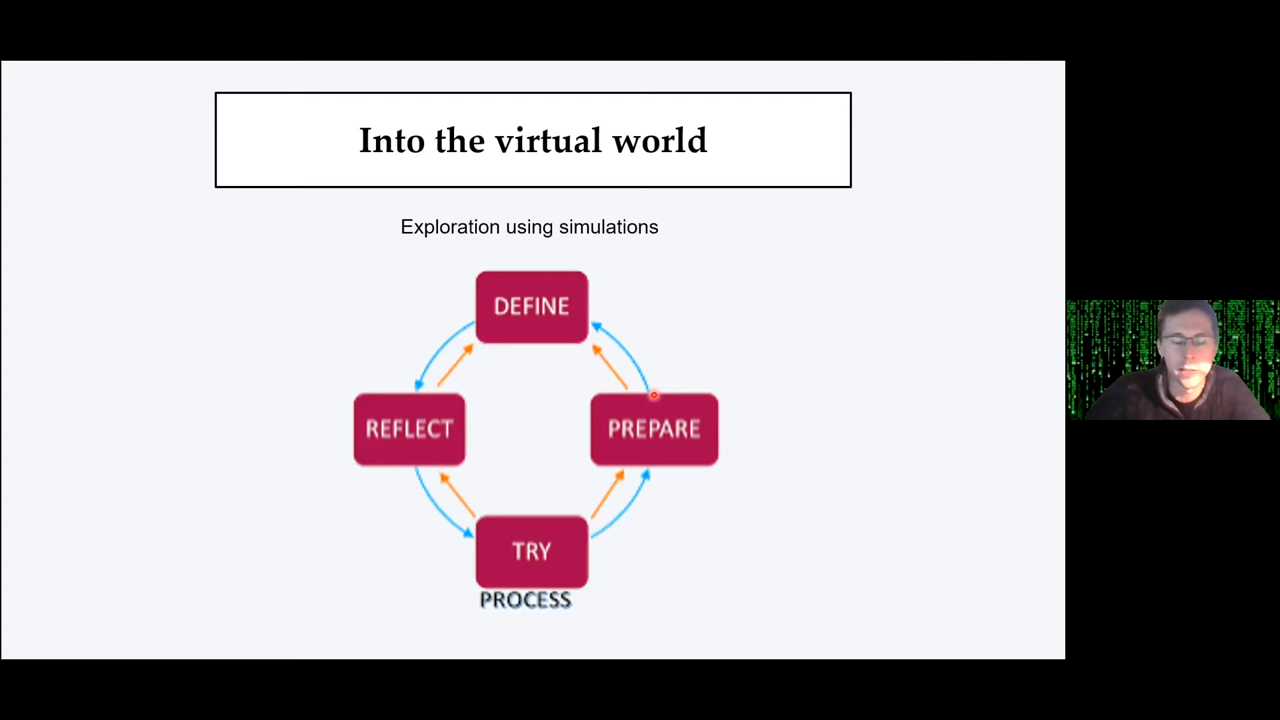 Into the virtual world
Exploration using simulations
DEFINE
REFLECT
PREPARE
TRY
PROCESS